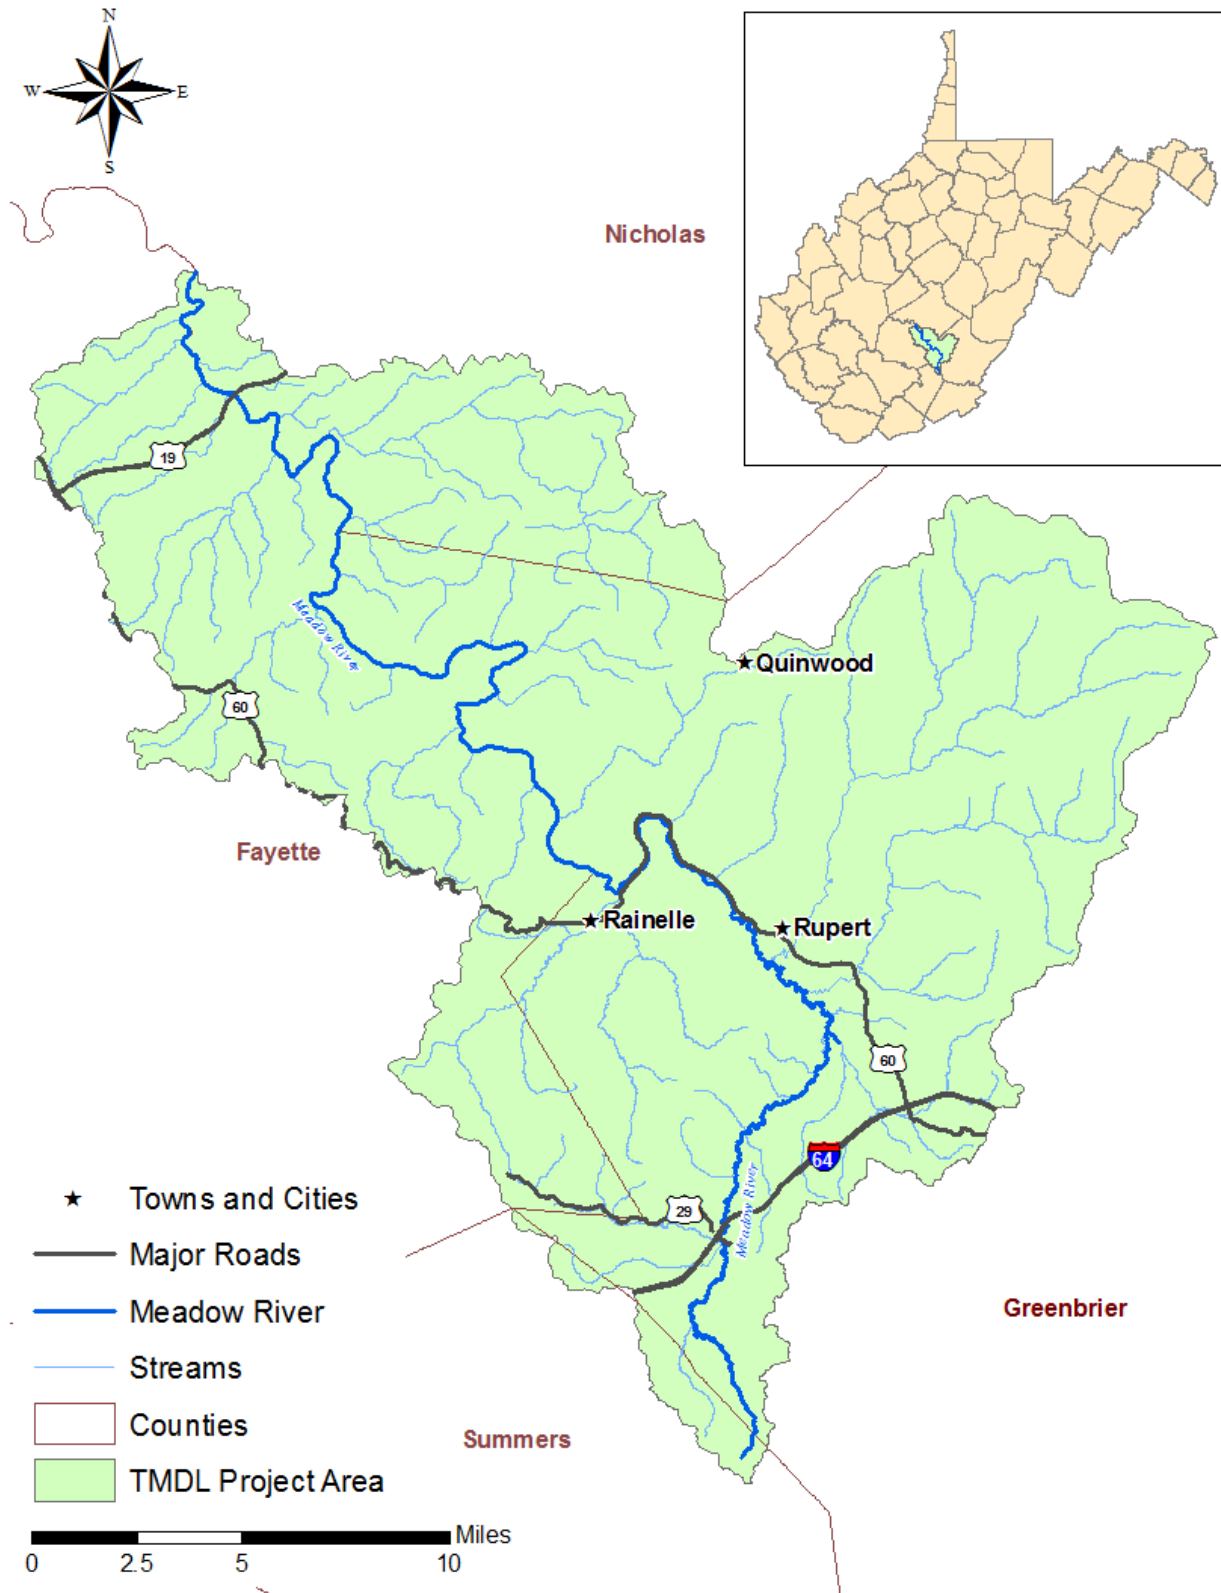 N
W E
S
Nicholas
19
Meadow River
Quinwood
60
Fayette
Rainelle
Rupert
60
64
Meadow River
29
Towns and Cities
Major Roads
Meadow River
Greenbrier
Streams
Counties
Summers
TMDL Project Area
Miles
0 2.5 5 10